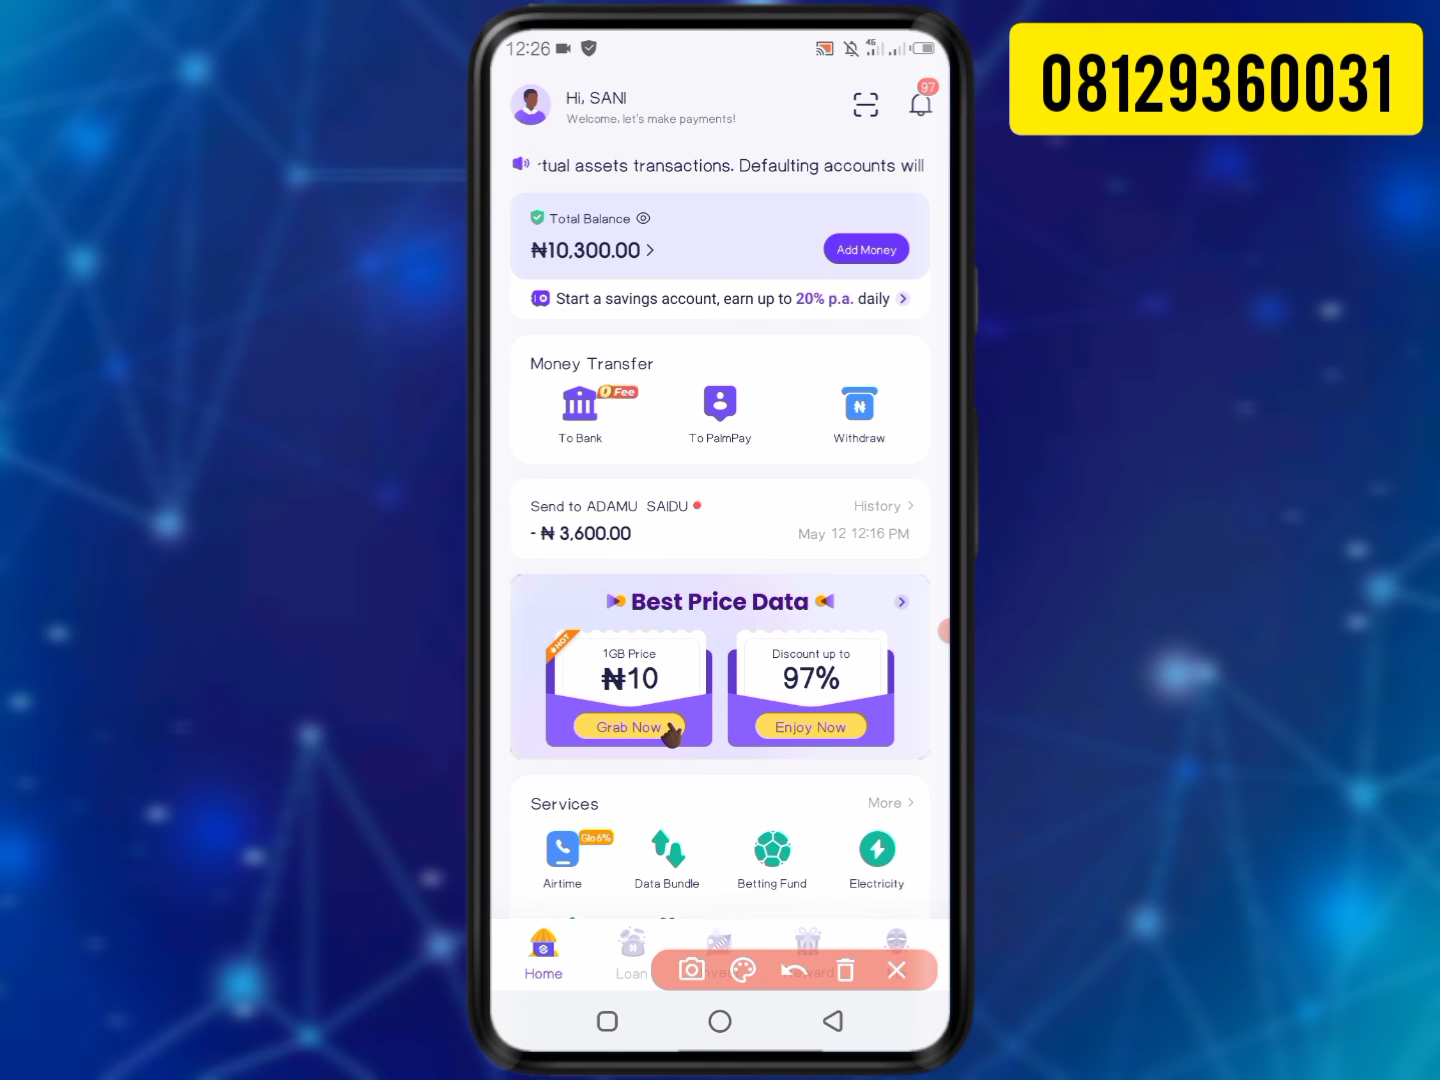 08129360031
12:26
4G
Hi, SANI
97
Welcome, let's make payments!
tual assets transactions. Defaulting accounts will
Total Balance
₦10,300.00 >
Add Money
Start a savings account, earn up to 20% p.a. daily >
Money Transfer
0 Fee
To Bank
To PalmPay
Withdraw
Send to ADAMU SAIDU
History >
- ₦ 3,600.00
May 12 12:16 PM
Best Price Data
HOT
1GB Price
₦10
Grab Now
Discount up to
97%
Enjoy Now
Services
More >
Glo6%
Airtime
Data Bundle
Betting Fund
Electricity
Home
Loan